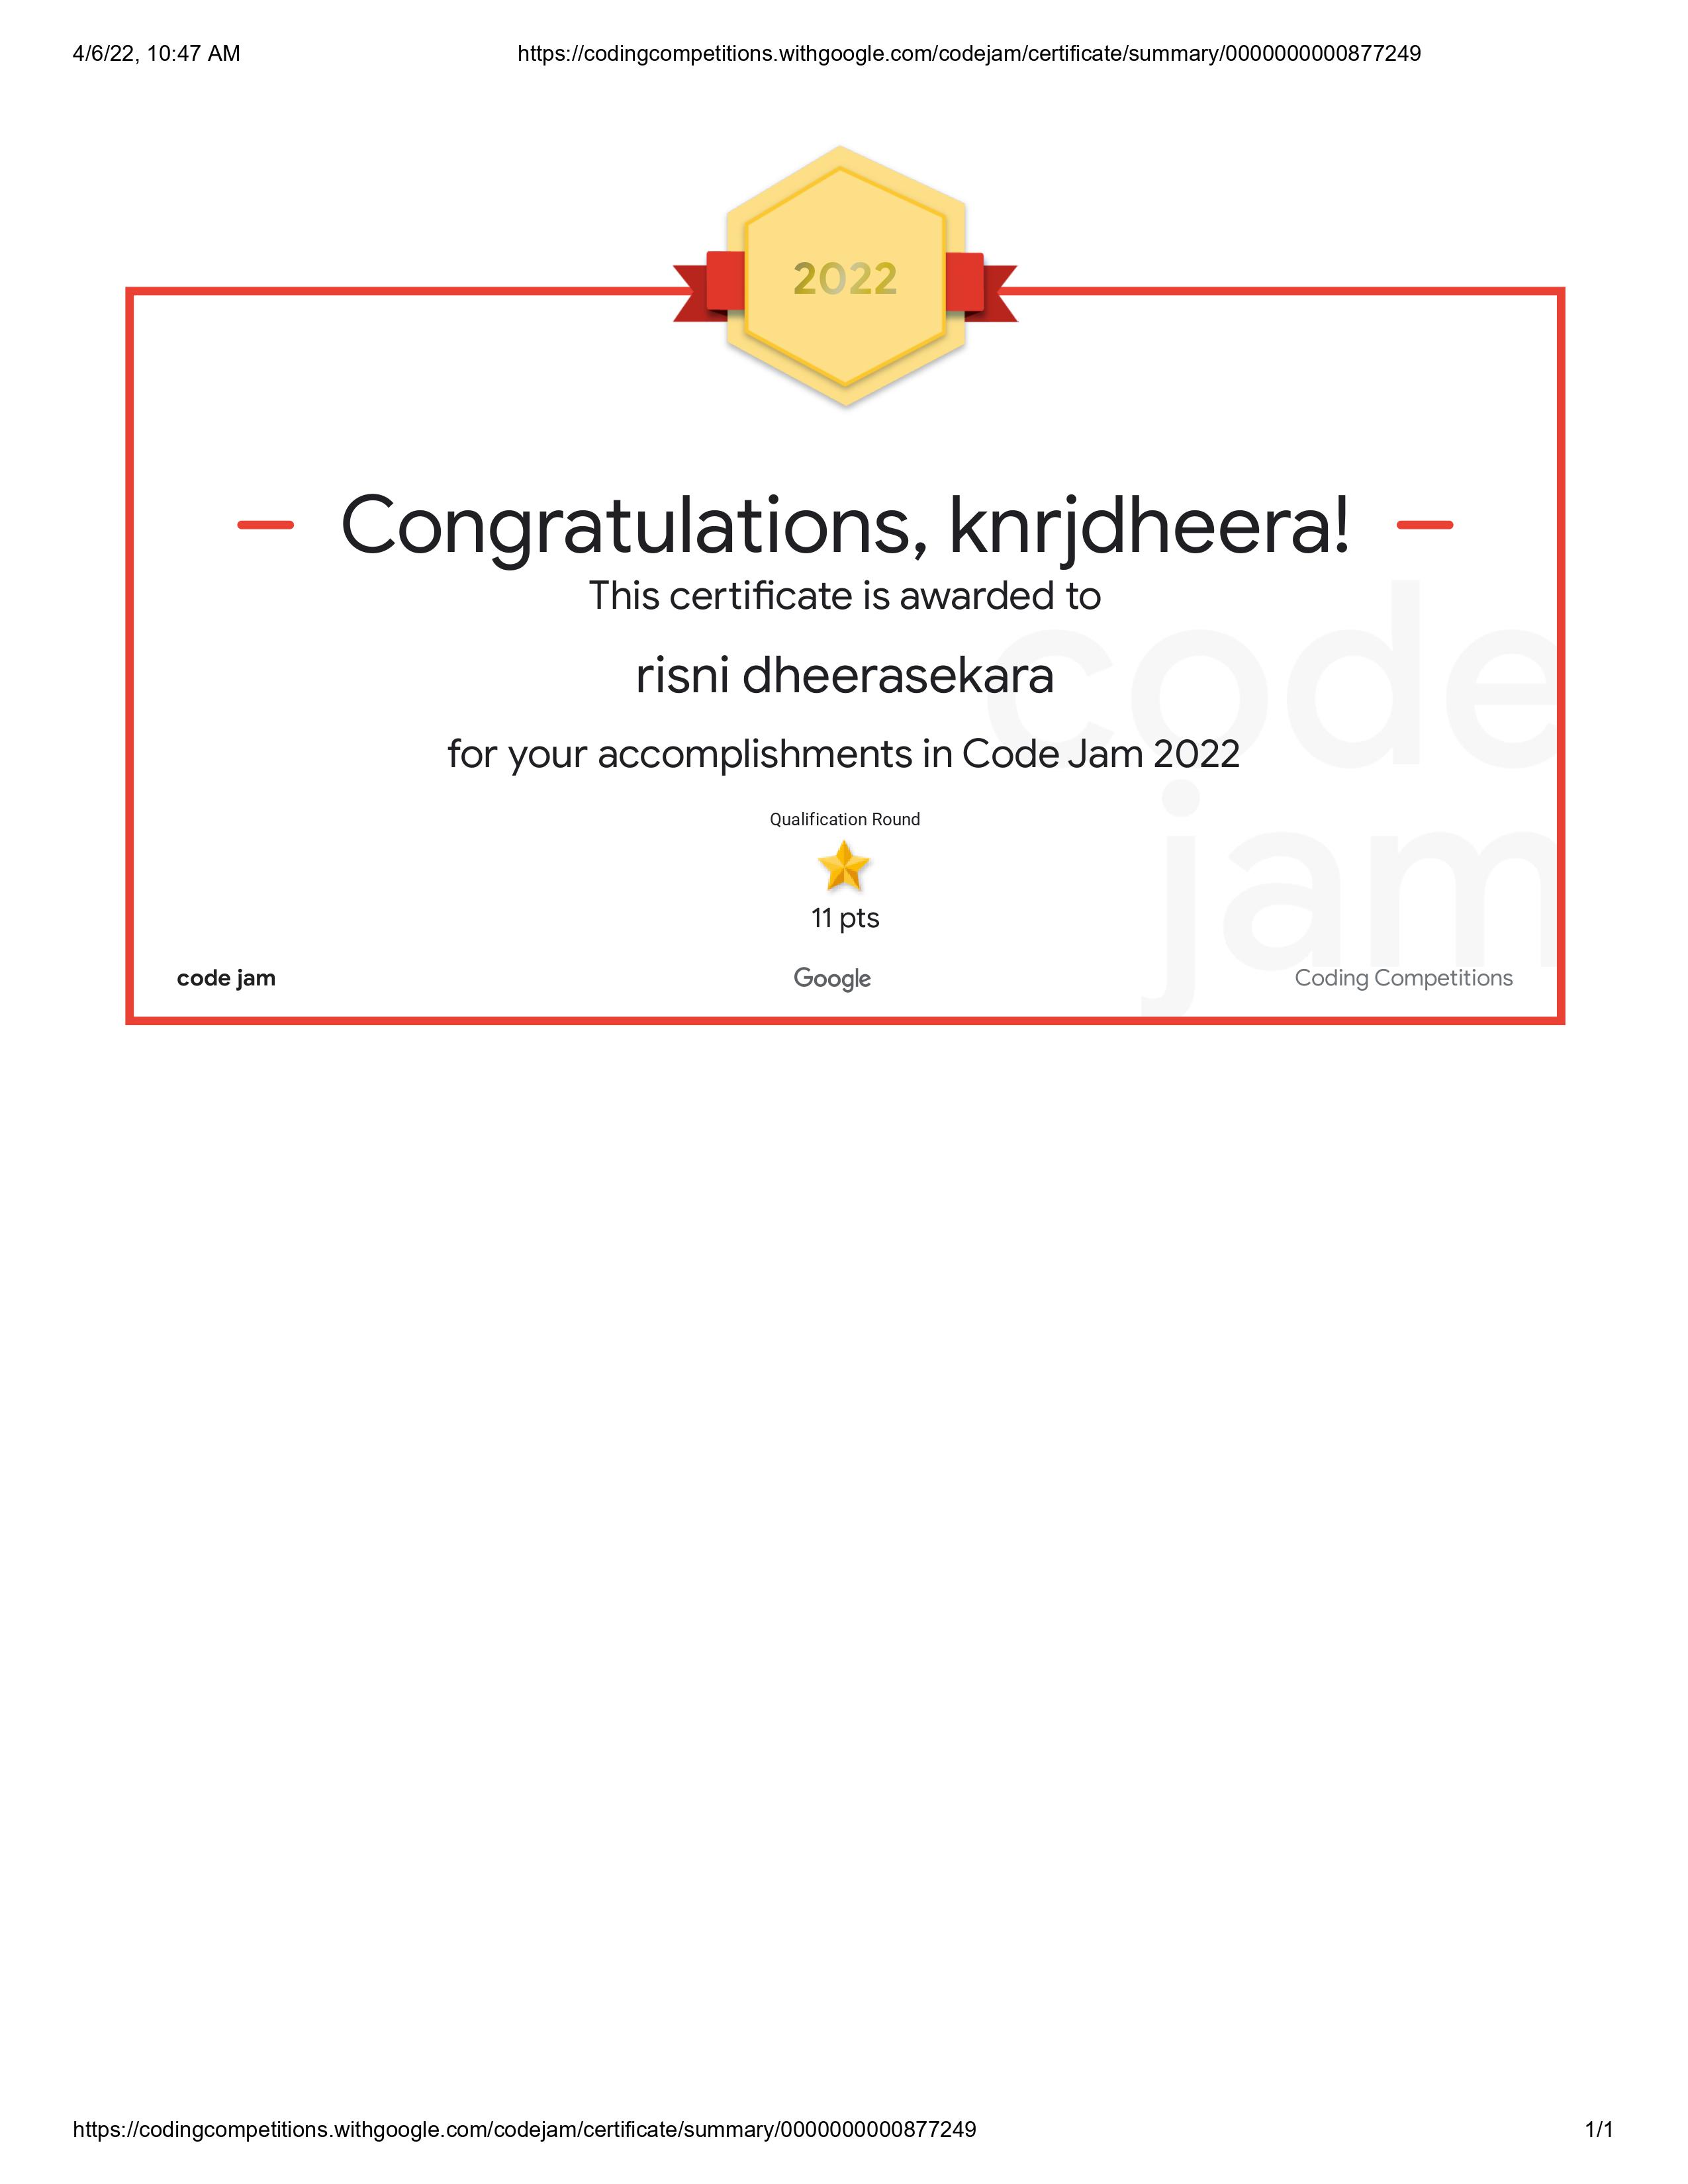 4/6/22, 10:47 AM
https://codingcompetitions.withgoogle.com/codejam/certificate/summary/0000000000877249
2022
Congratulations, knrjdheera!
This certificate is awarded to
risni dheerasekara
for your accomplishments in Code Jam 2022
Qualification Round
11 pts
code jam
Google
Coding Competitions
code
jam
https://codingcompetitions.withgoogle.com/codejam/certificate/summary/0000000000877249
1/1